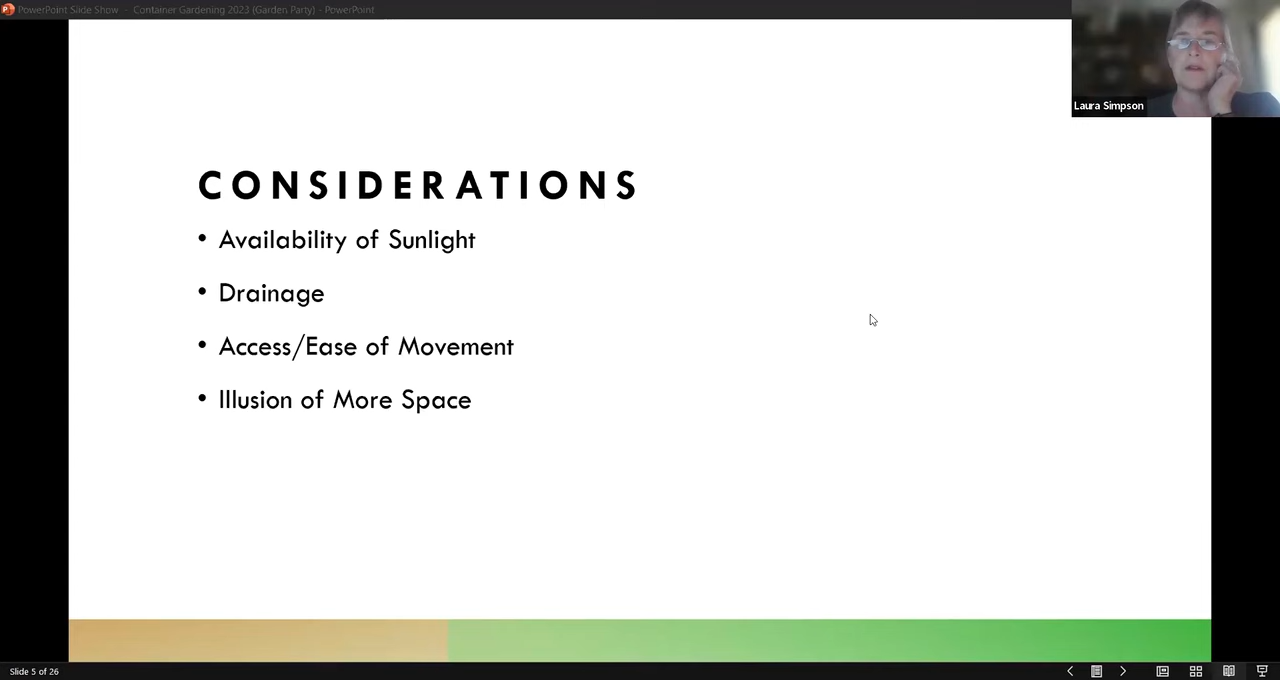 PowerPoint Slide Show - Container Gardening 2023 (Garden Party) - PowerPoint
Laura Simpson
CONSIDERATIONS
• Availability of Sunlight
• Drainage
• Access/Ease of Movement
• Illusion of More Space
Slide 5 of 26